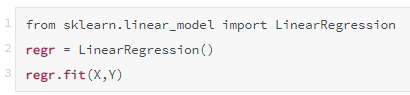 1 from sklearn.linear_model import LinearRegression
2 regr = LinearRegression()
3 regr.fit(X,Y)